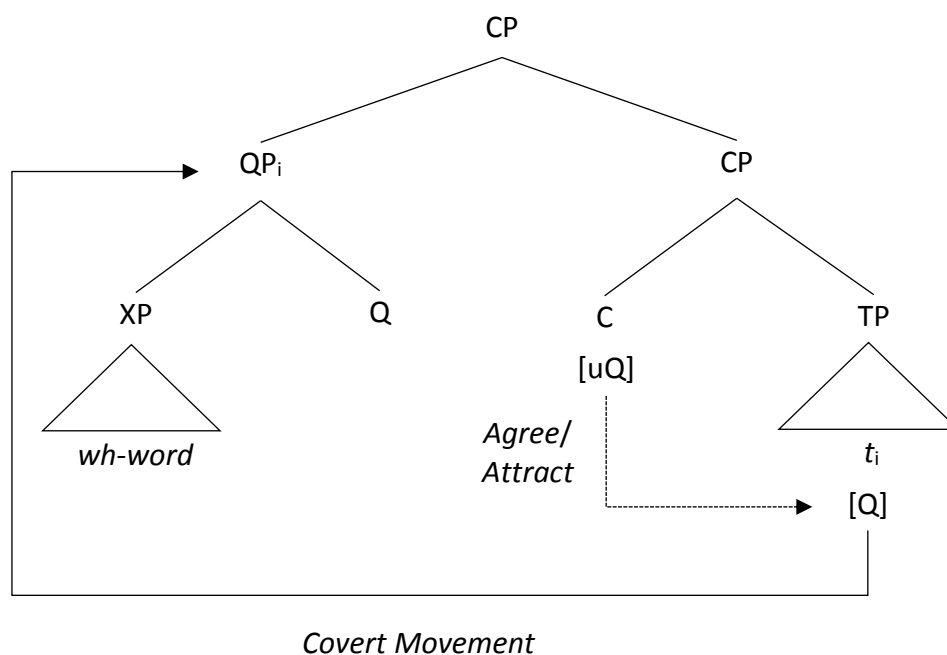 CP
QPi CP
XP Q C TP
[uQ]
wh-word Agree/ ti
Attract
[Q]
Covert Movement